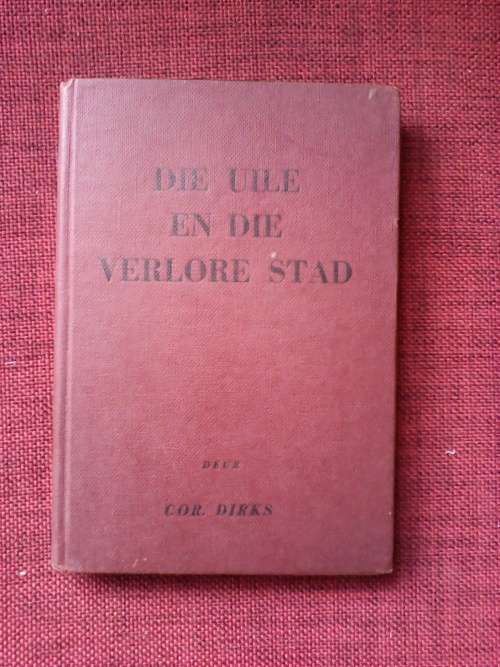 DIE UILE
EN DIE
VERLORE STAD
DEUR
COR. DIRKS